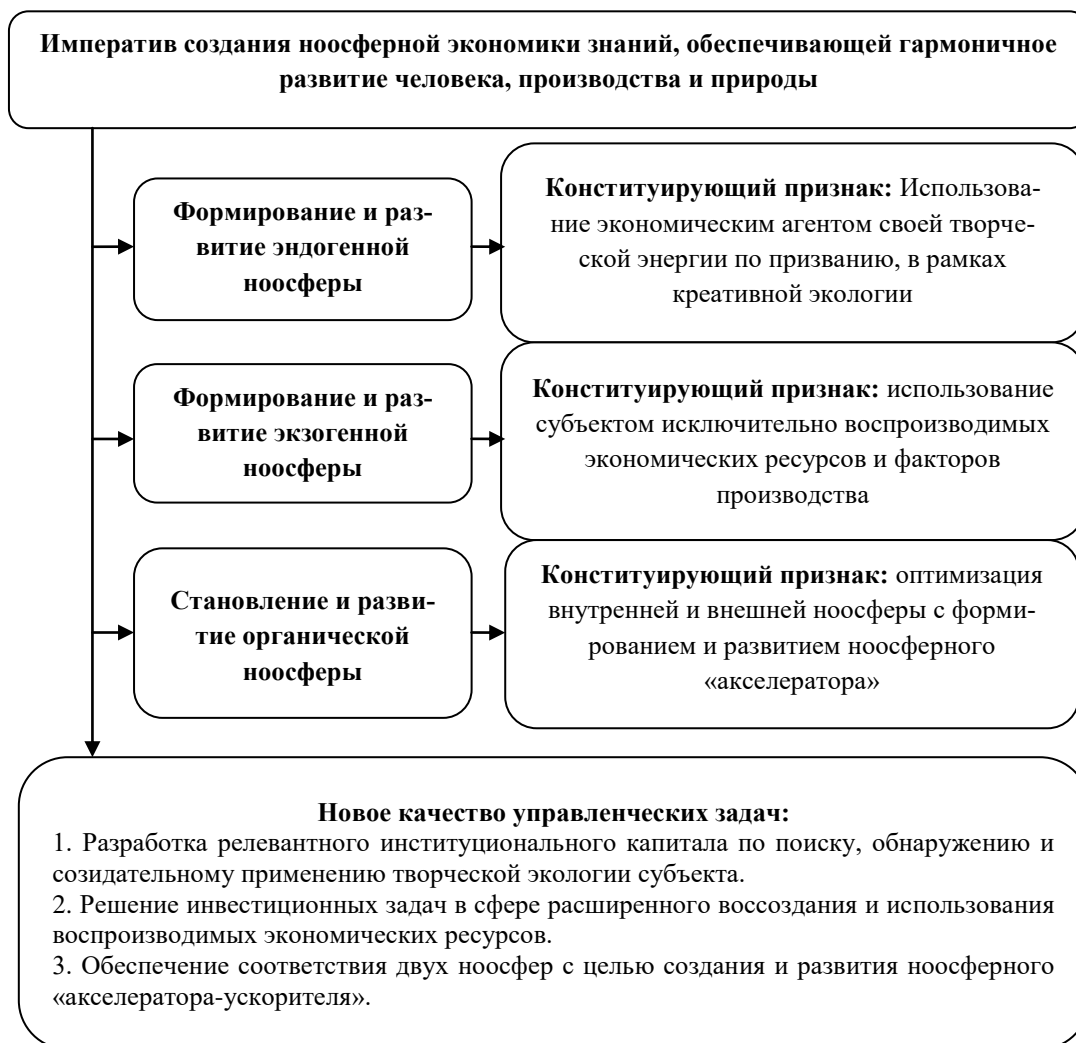 Императив создания ноосферной экономики знаний, обеспечивающей гармоничное
развитие человека, производства и природы
Формирование и раз-
витие эндогенной
ноосферы
Конституирующий признак: Использова-
ние экономическим агентом своей творче-
ской энергии по призванию, в рамках
креативной экологии
Формирование и раз-
витие экзогенной
ноосферы
Конституирующий признак: использование
субъектом исключительно воспроизводимых
экономических ресурсов и факторов
производства
Становление и разви-
тие органической
ноосферы
Конституирующий признак: оптимизация
внутренней и внешней ноосферы с форми-
рованием и развитием ноосферного
«акселератора»
Новое качество управленческих задач:
1. Разработка релевантного институционального капитала по поиску, обнаружению и
созидательному применению творческой экологии субъекта.
2. Решение инвестиционных задач в сфере расширенного воссоздания и использования
воспроизводимых экономических ресурсов.
3. Обеспечение соответствия двух ноосфер с целью создания и развития ноосферного
«акселератора-ускорителя».